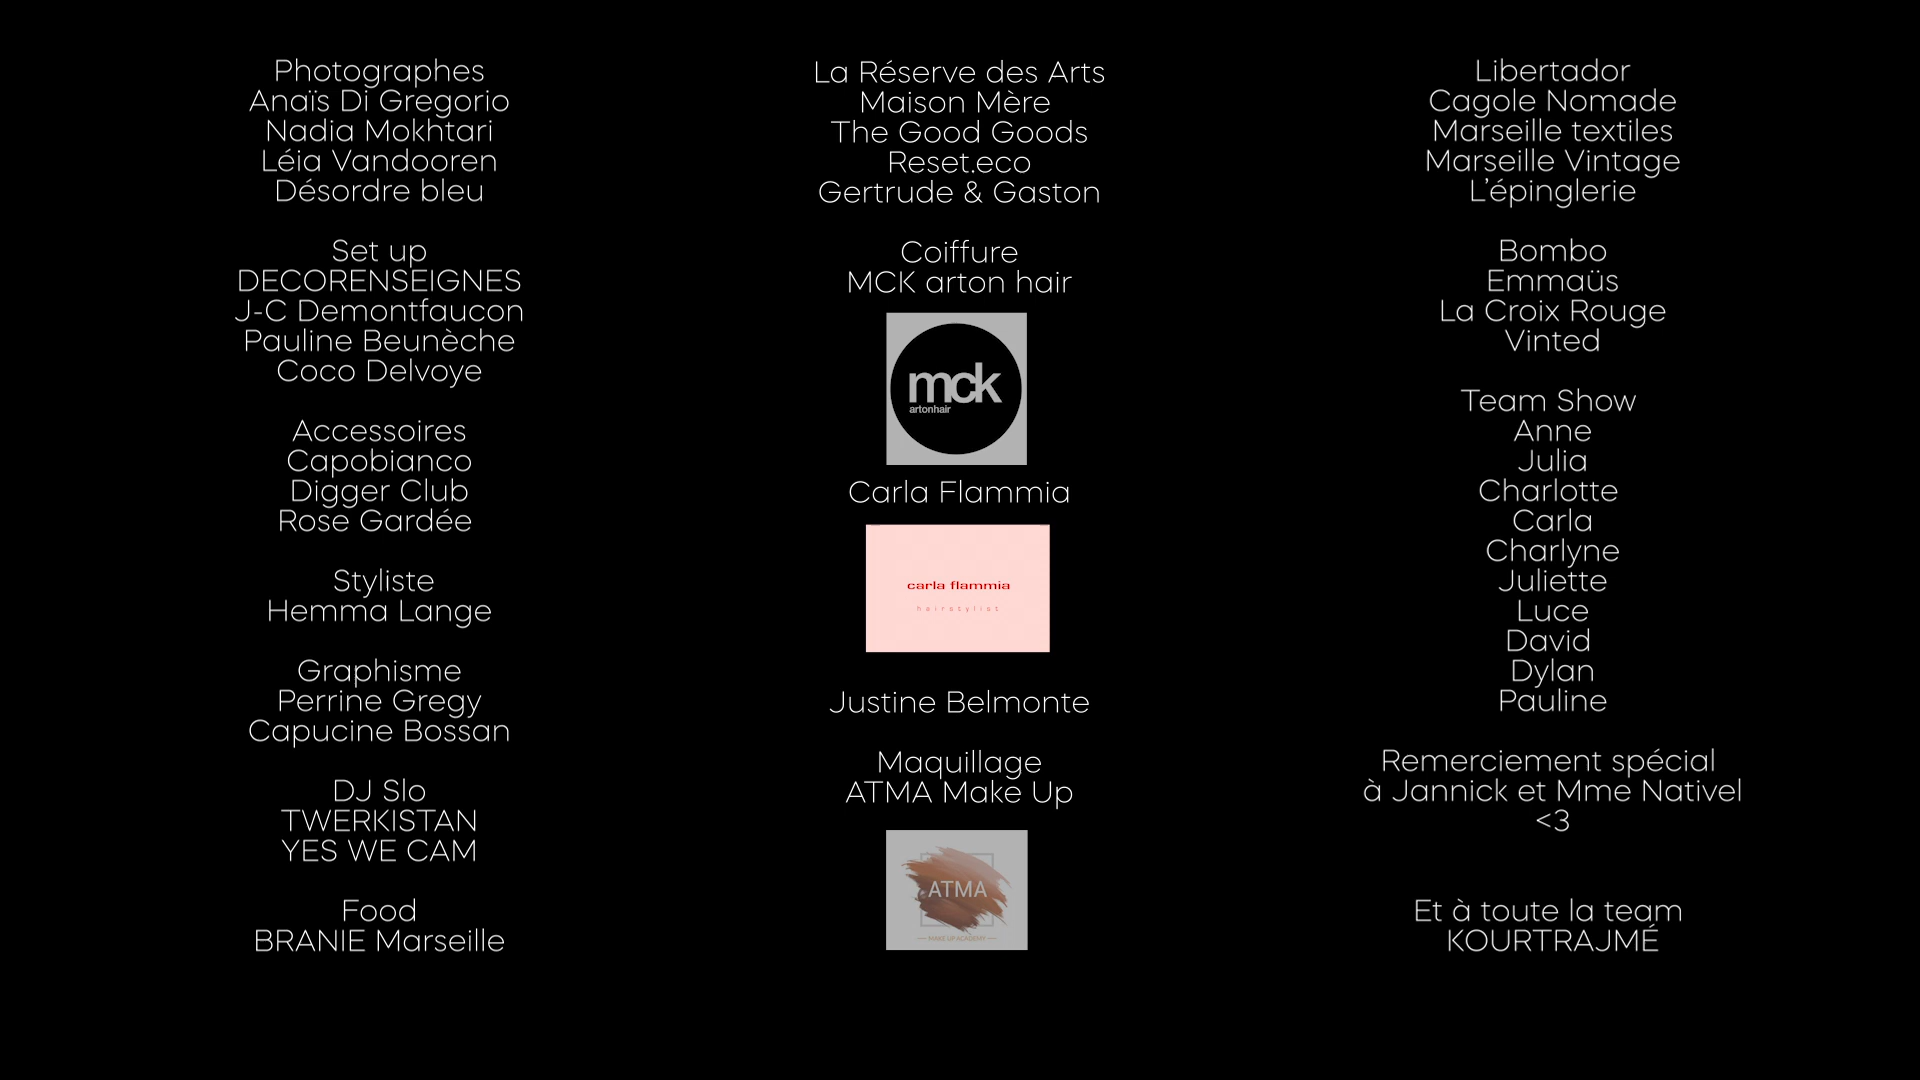 Photographes
Anaïs Di Gregorio
Nadia Mokhtari
Léia Vandooren
Désordre bleu
Set up
DECORENSEIGNES
J-C Demontfaucon
Pauline Beunèche
Coco Delvoye
Accessoires
Capobianco
Digger Club
Rose Gardée
Styliste
Hemma Lange
Graphisme
Perrine Gregy
Capucine Bossan
DJ Slo
TWERKISTAN
YES WE CAM
Food
BRANIE Marseille
La Réserve des Arts
Maison Mère
The Good Goods
Reset.eco
Gertrude & Gaston
Coiffure
MCK arton hair
mck
artonhair
Carla Flammia
carla flammia
hairstylist
Justine Belmonte
Maquillage
ATMA Make Up
ATMA
MAKE UP ACADEMY
Libertador
Cagole Nomade
Marseille textiles
Marseille Vintage
L'épinglerie
Bombo
Emmaüs
La Croix Rouge
Vinted
Team Show
Anne
Julia
Charlotte
Carla
Charlyne
Juliette
Luce
David
Dylan
Pauline
Remerciement spécial
à Jannick et Mme Nativel
<3
Et à toute la team
KOURTRAJMÉ